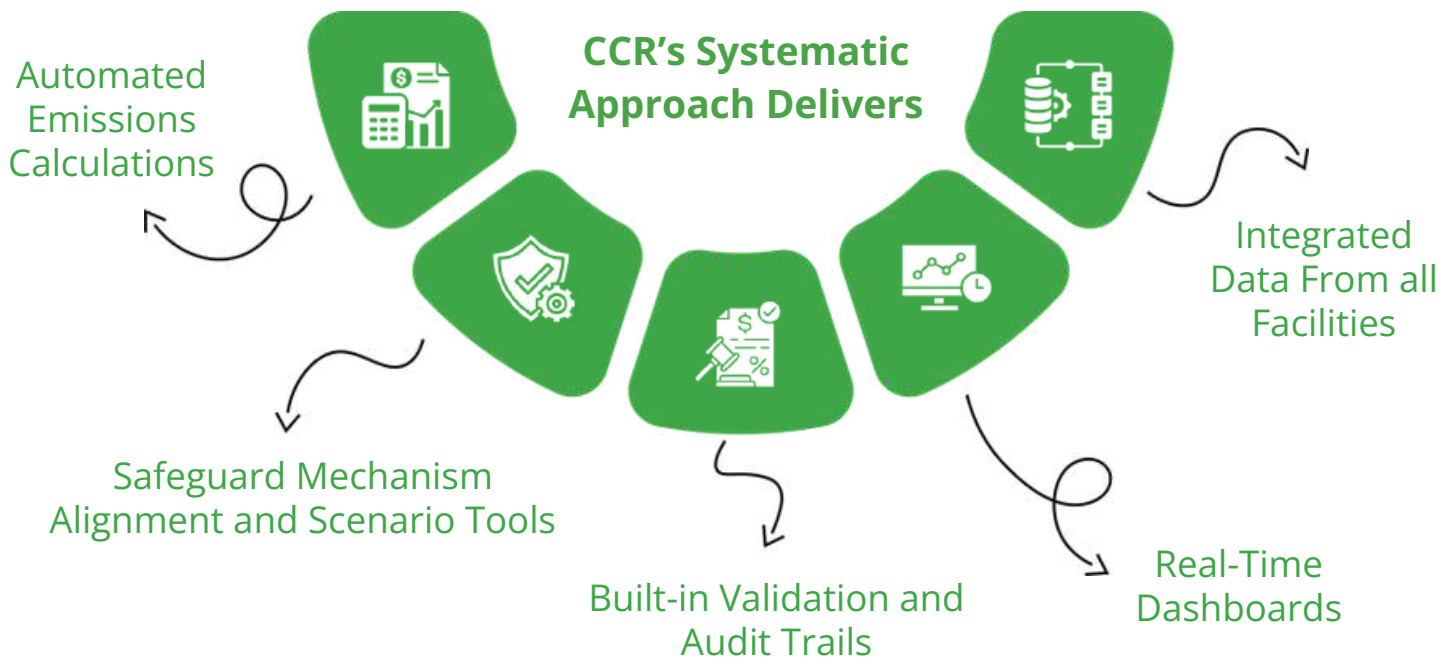 CCR’s Systematic
Approach Delivers
Automated
Emissions
Calculations
Safeguard Mechanism
Alignment and Scenario Tools
Built-in Validation and
Audit Trails
Real-Time
Dashboards
Integrated
Data From all
Facilities
$
$
%